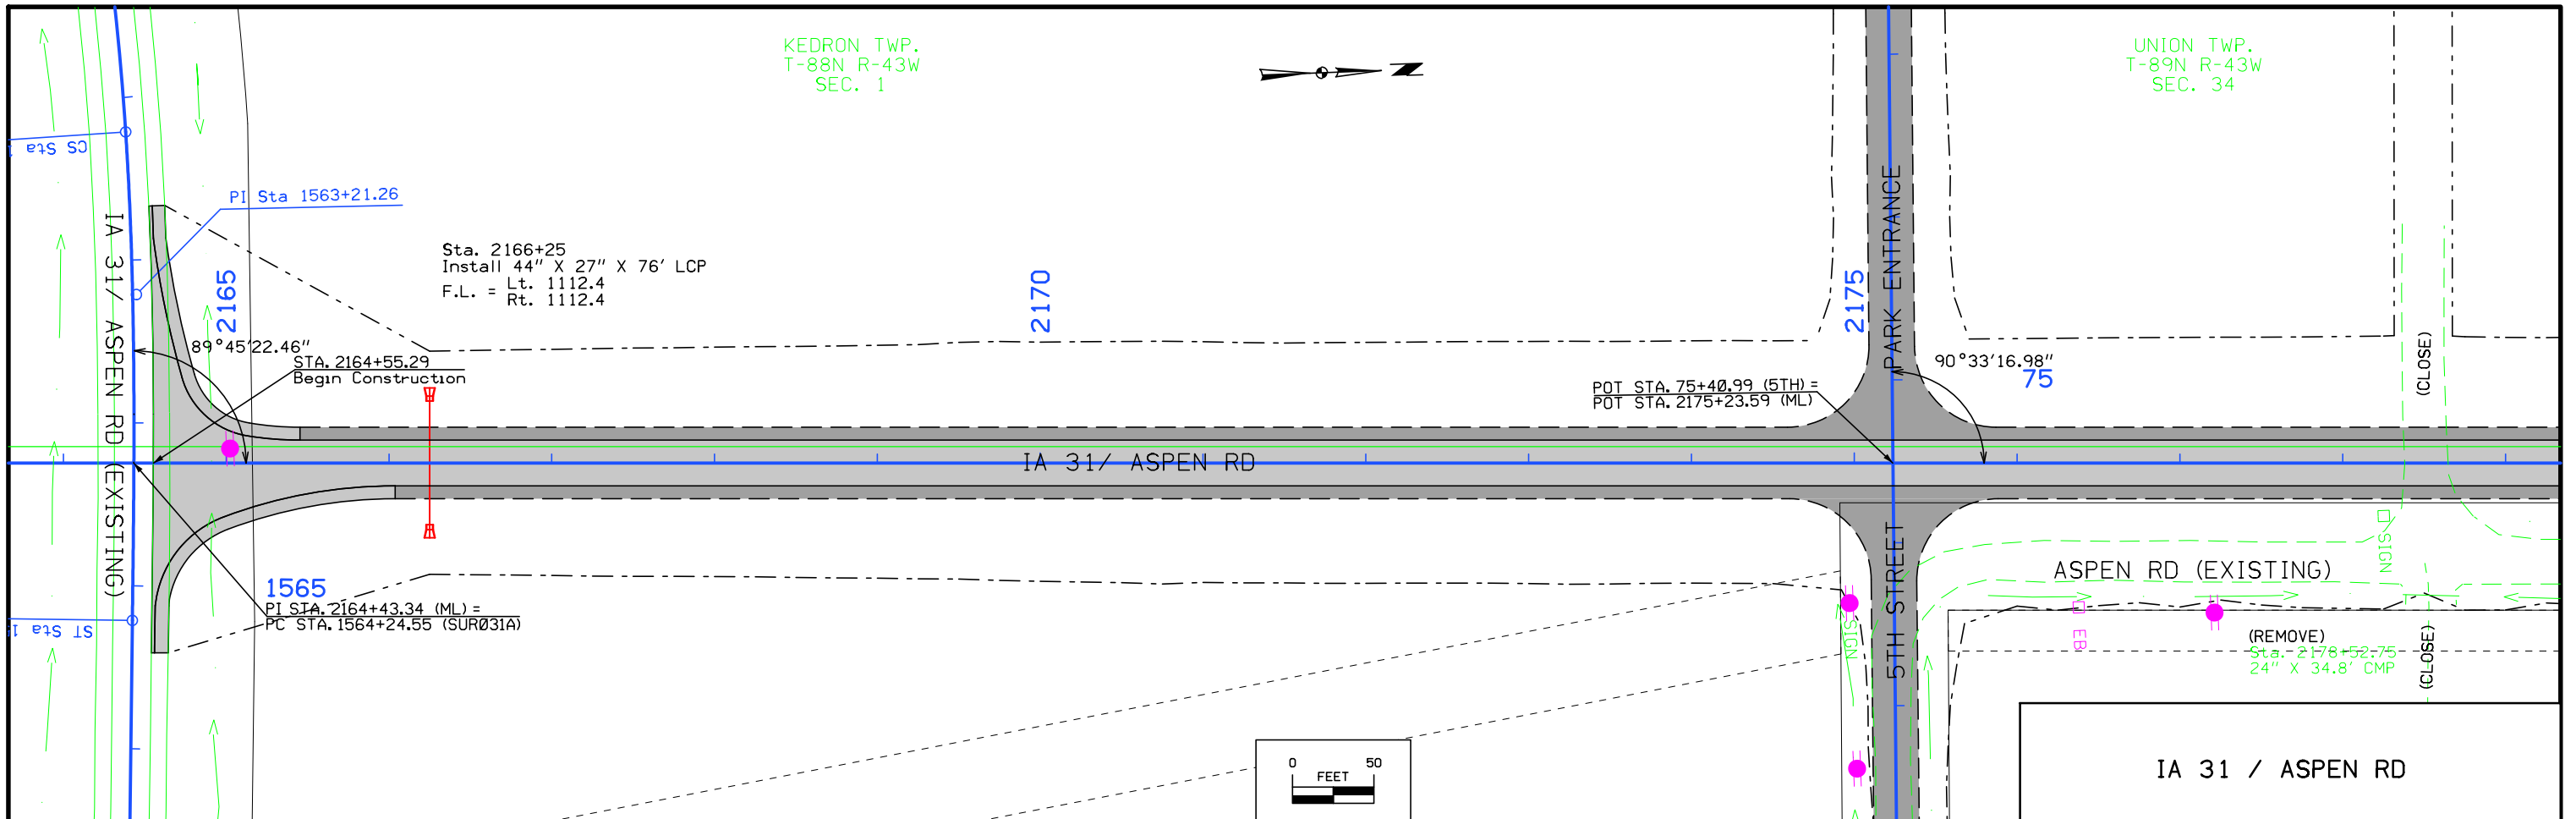 KEDRON TWP.
T-88N R-43W
SEC. 1
UNION TWP.
T-89N R-43W
SEC. 34
N
CS Sta
PI Sta 1563+21.26
IA 31/ ASPEN RD (EXISTING)
2165
Sta. 2166+25
Install 44" X 27" X 76' LCP
F.L. = Lt. 1112.4
Rt. 1112.4
2170
2175
PARK ENTRANCE
89°45'22.46"
STA. 2164+55.29
Begin Construction
POT STA. 75+40.99 (5TH) =
POT STA. 2175+23.59 (ML)
90°33'16.98"
75
(CLOSE)
IA 31/ ASPEN RD
1565
PI STA. 2164+43.34 (ML) =
PC STA. 1564+24.55 (SUR031A)
ST Sta
SIGN
5TH STREET
ASPEN RD (EXISTING)
SIGN
EB
(REMOVE)
Sta. 2178+52.75
24" X 34.8' CMP
(CLOSE)
0 50
FEET
IA 31 / ASPEN RD